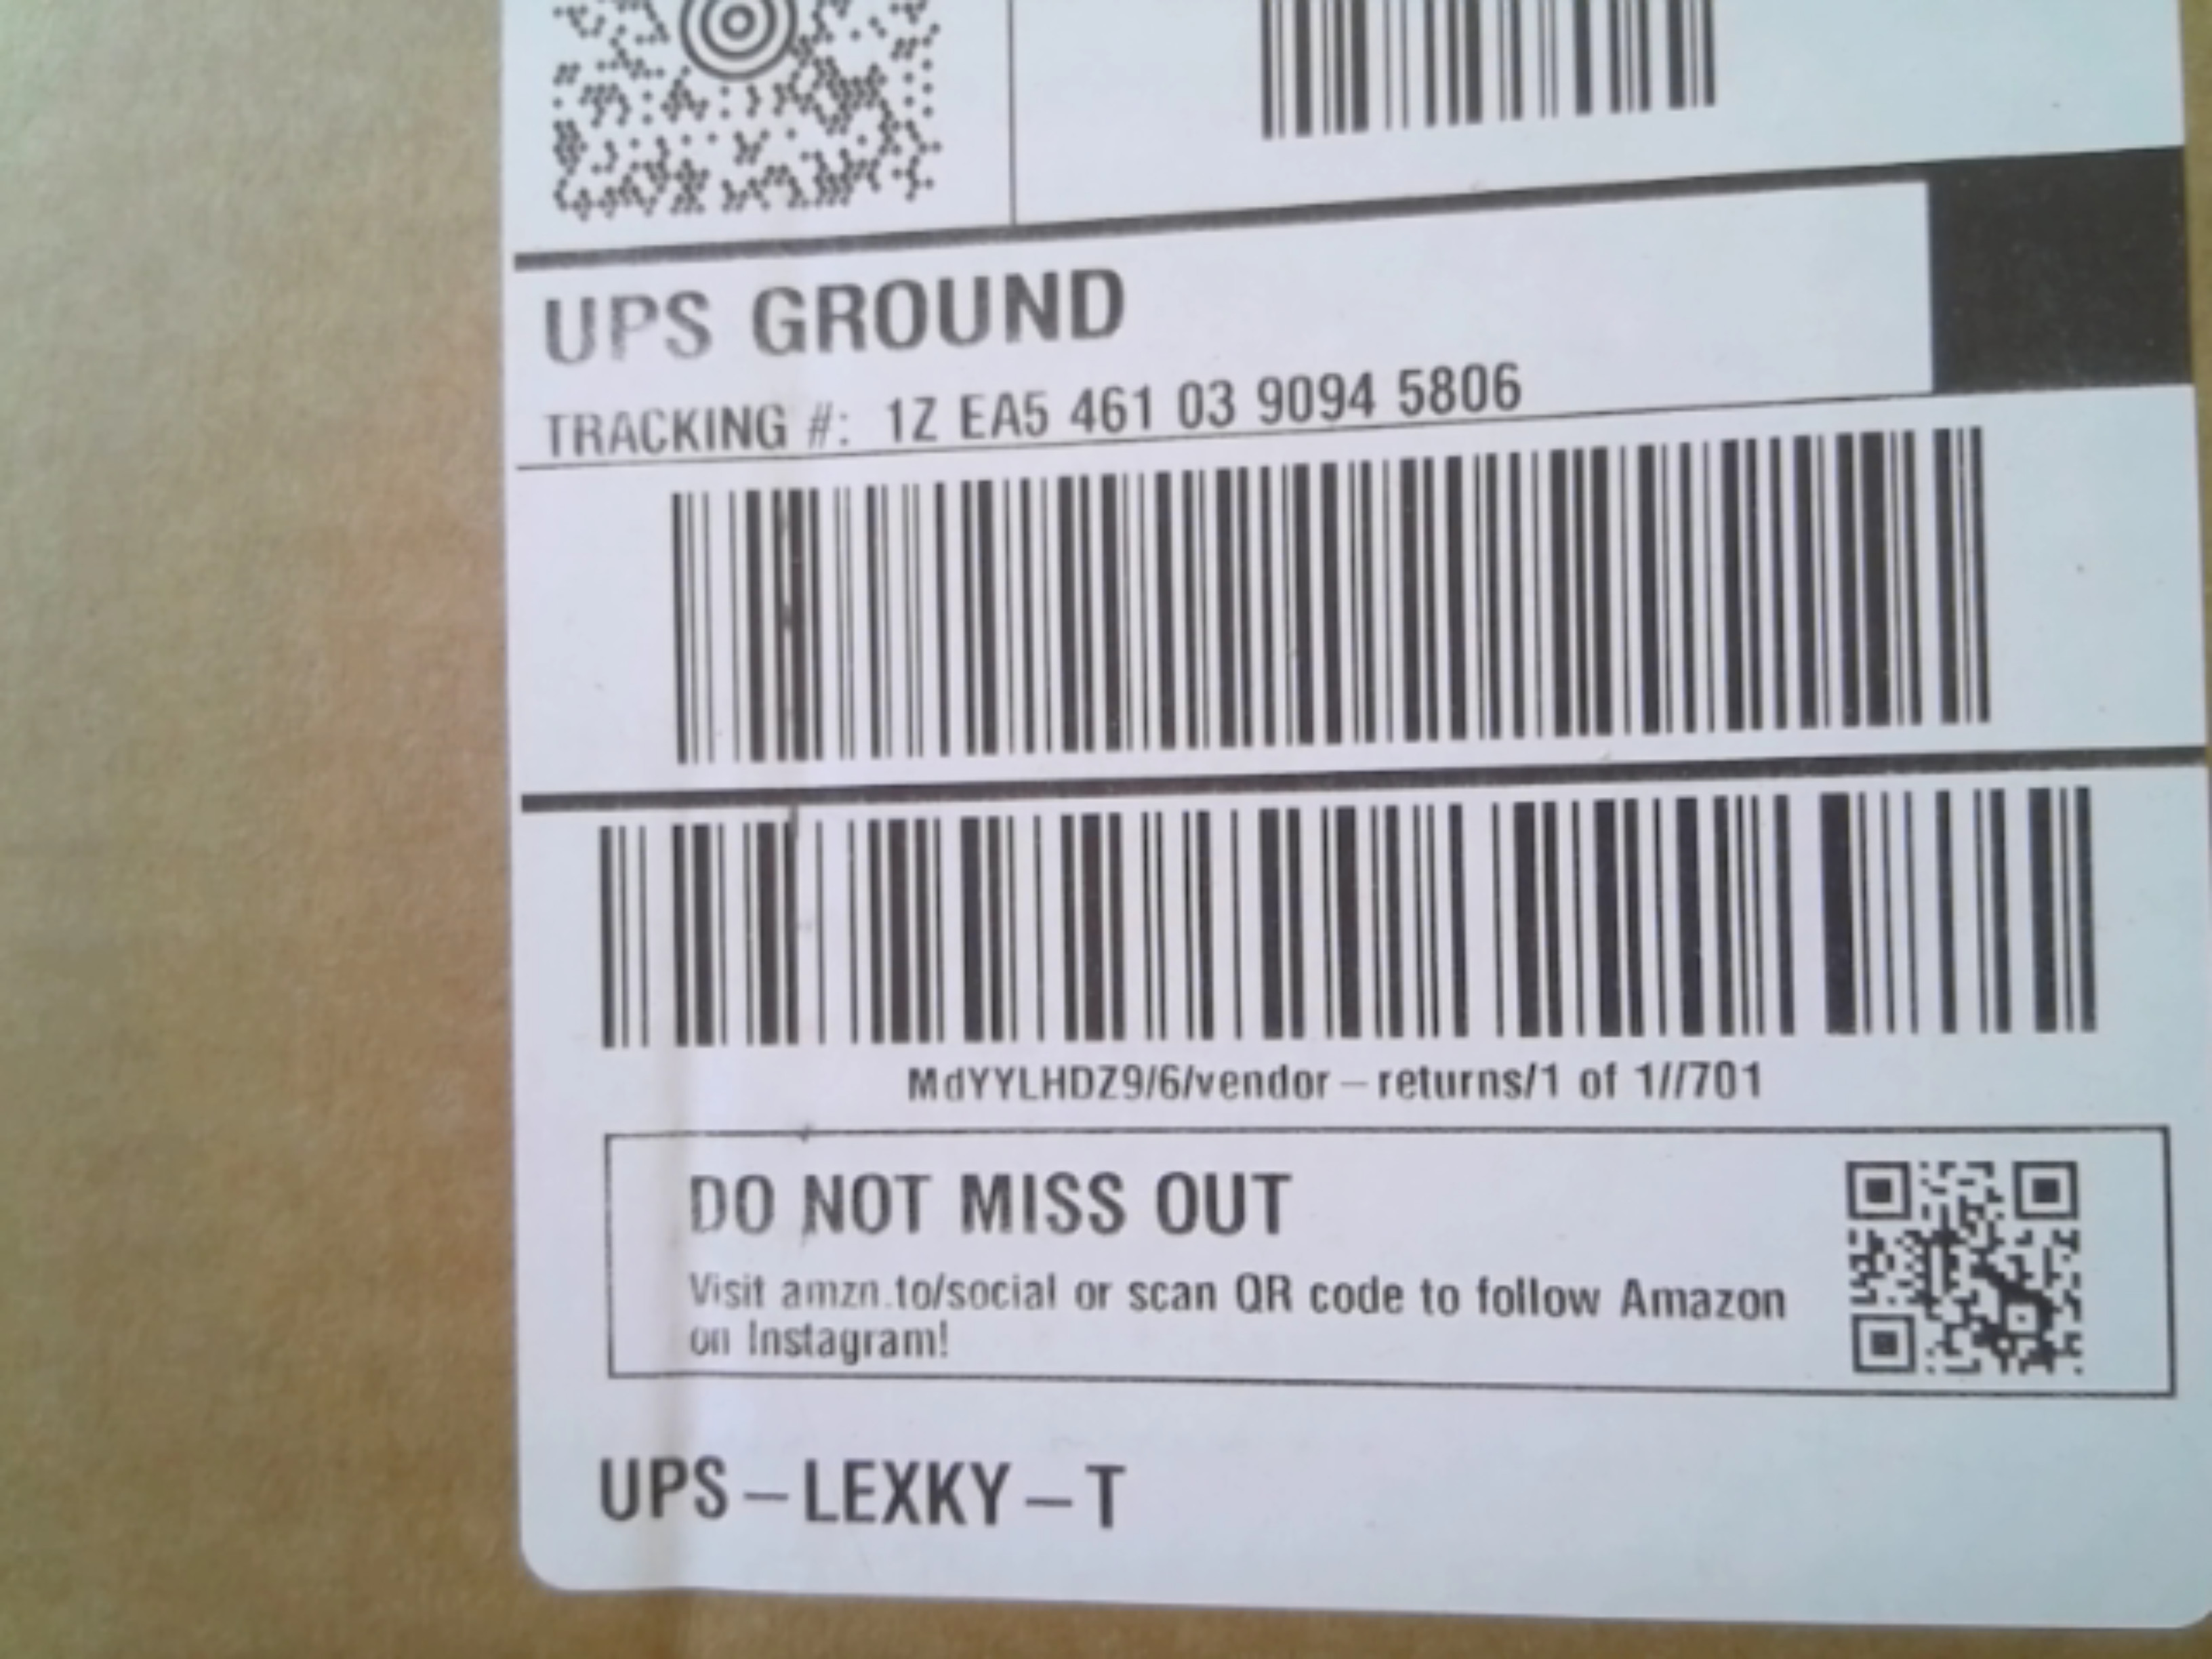 UPS GROUND
TRACKING #: 1Z EA5 461 03 9094 5806
MdYYLHDZ9/6/vendor-returns/1 of 1//701
DO NOT MISS OUT
Visit amzn.to/social or scan QR code to follow Amazon
on Instagram!
UPS-LEXKY-T